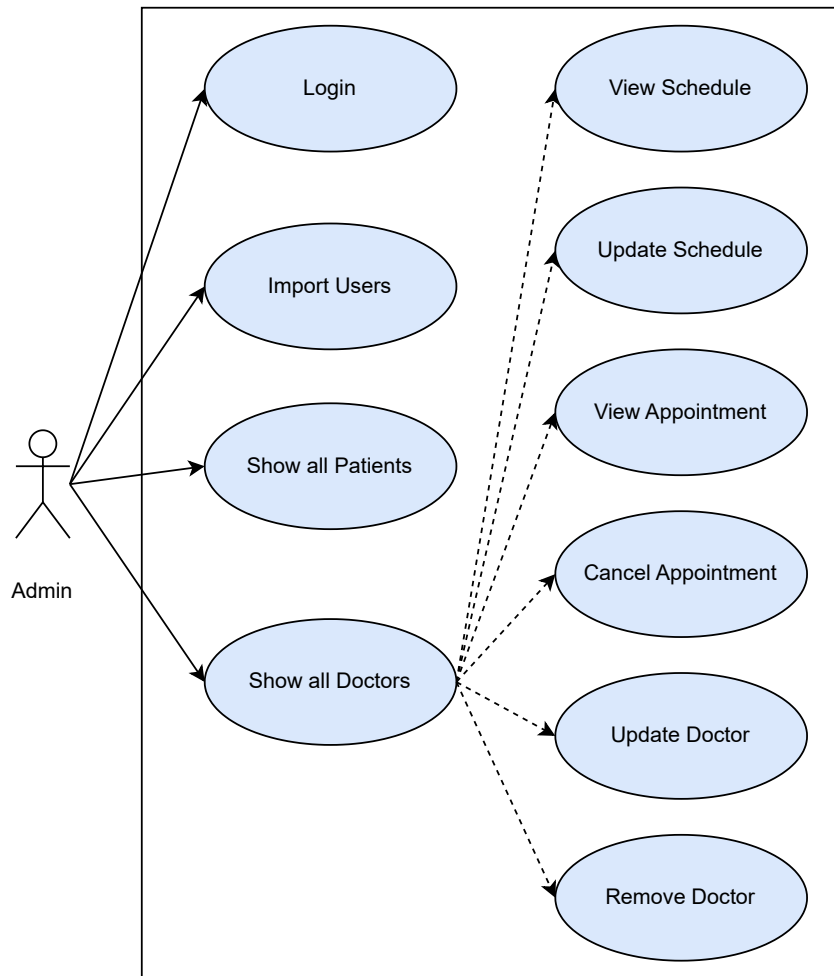 Login
View Schedule
Update Schedule
Import Users
View Appointment
Show all Patients
Admin
Cancel Appointment
Show all Doctors
Update Doctor
Remove Doctor